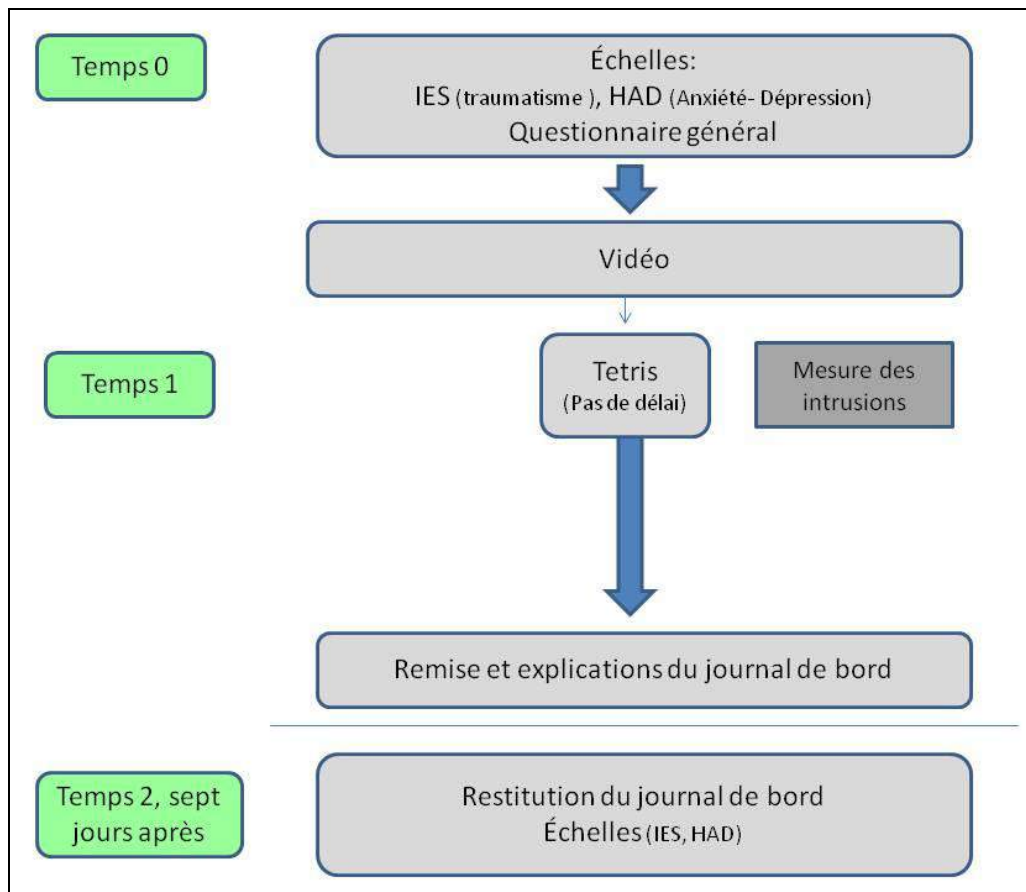 Temps 0
Échelles:
IES (traumatisme ), HAD (Anxiété- Dépression)
Questionnaire général
Vidéo
Temps 1
Tetris
(Pas de délai)
Mesure des
intrusions
Remise et explications du journal de bord
Temps 2, sept
jours après
Restitution du journal de bord
Échelles (IES, HAD)